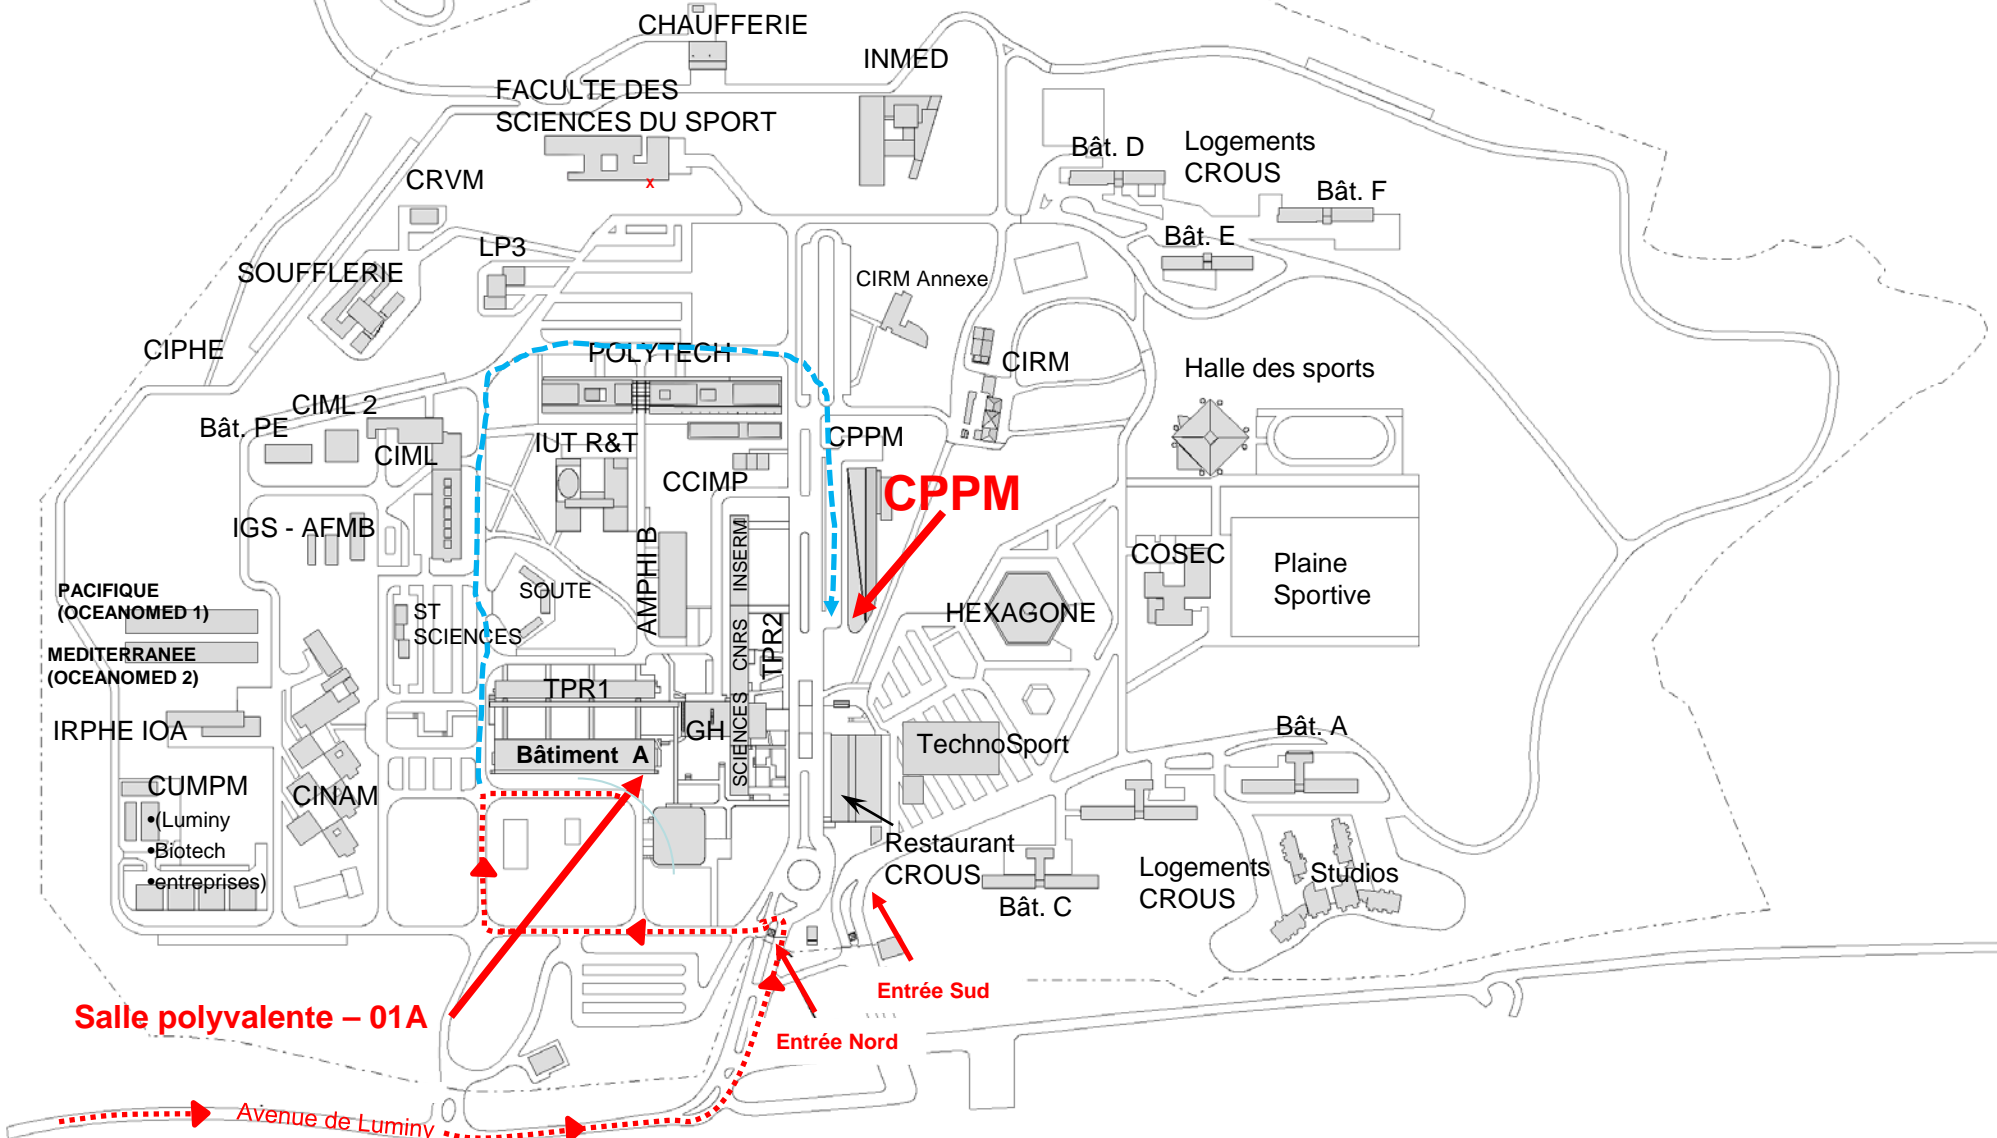 CHAUFFERIE
INMED
FACULTE DES
SCIENCES DU SPORT
x
CRVM
Bât. D
Logements
CROUS
Bât. F
Bât. E
LP3
SOUFFLERIE
CIRM Annexe
CIPHE
POLYTECH
CIRM
Halle des sports
CIML 2
Bât. PE
CIML
IUT R&T
CPPM
CCIMP
CPPM
IGS - AFMB
AMPHI B
INSERM
COSEC
Plaine
Sportive
PACIFIQUE
(OCEANOMED 1)
ST
SCIENCES
SOUTE
HEXAGONE
MEDITERRANEE
(OCEANOMED 2)
CNRS
TPR2
TPR1
IRPHE IOA
GH
SCIENCES
TechnoSport
Bât. A
Bâtiment A
CUMPM
•(Luminy
•Biotech
•entreprises)
CINAM
Restaurant
CROUS
Logements
CROUS
Studios
Bât. C
Entrée Sud
Salle polyvalente – 01A
Entrée Nord
Avenue de Luminy